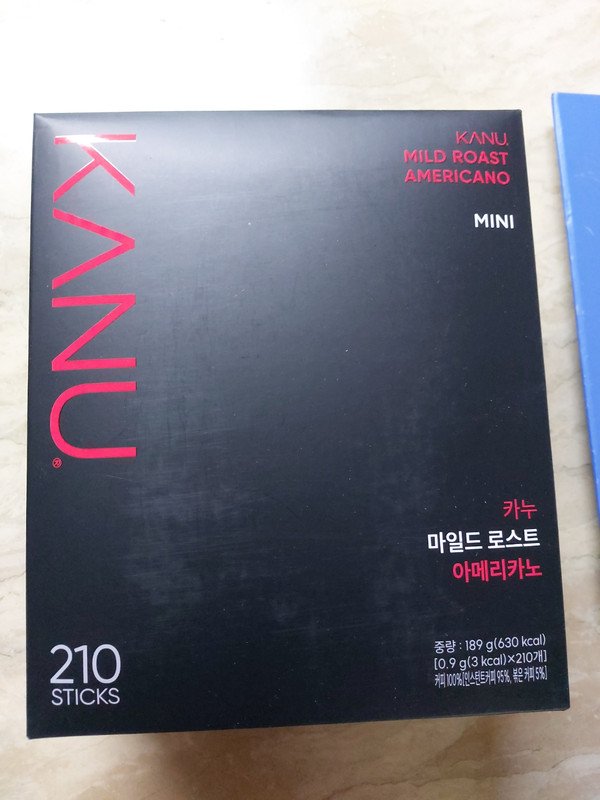 KANU®
KANU.
MILD ROAST
AMERICANO
MINI
카누
마일드 로스트
아메리카노
210
STICKS
중량 : 189 g(630 kcal)
[0.9 g(3 kcal)×210개]
커피 100%[인스턴트커피 95%, 볶은 커피 5%]